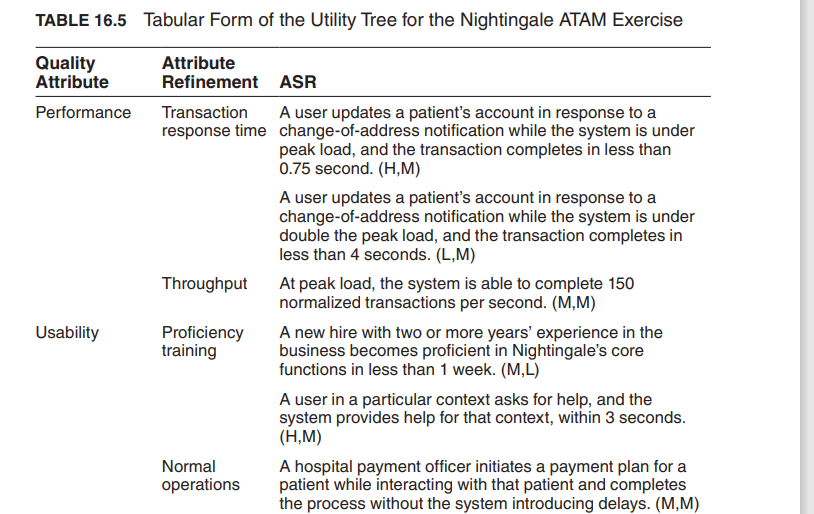 TABLE 16.5 Tabular Form of the Utility Tree for the Nightingale ATAM Exercise
Quality Attribute
Attribute Refinement
ASR
Performance
Transaction response time
A user updates a patient’s account in response to a
change-of-address notification while the system is under
peak load, and the transaction completes in less than
0.75 second. (H,M)
A user updates a patient’s account in response to a
change-of-address notification while the system is under
double the peak load, and the transaction completes in
less than 4 seconds. (L,M)
Throughput
At peak load, the system is able to complete 150
normalized transactions per second. (M,M)
Usability
Proficiency training
A new hire with two or more years’ experience in the
business becomes proficient in Nightingale’s core
functions in less than 1 week. (M,L)
A user in a particular context asks for help, and the
system provides help for that context, within 3 seconds.
(H,M)
Normal operations
A hospital payment officer initiates a payment plan for a
patient while interacting with that patient and completes
the process without the system introducing delays. (M,M)